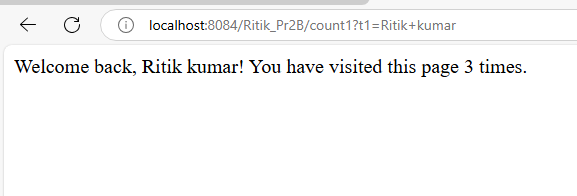 localhost:8084/Ritik_Pr2B/count1?t1=Ritik+kumar
Welcome back, Ritik kumar! You have visited this page 3 times.